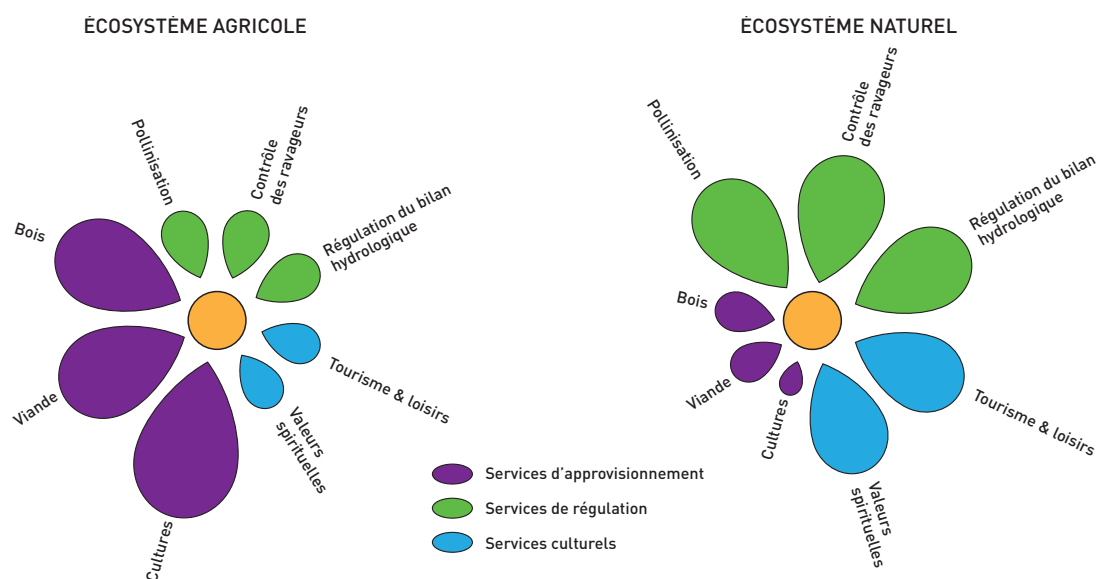 ÉCOSYSTÉME AGRICOLE
Pollinisation
Contrôle
des ravageurs
Régulation du bilan
hydrologique
Bois
Viande
Cultures
Tourisme & loisirs
Valeurs
spirituelles
ÉCOSYSTÈME NATUREL
Pollinisation
Contrôle
des ravageurs
Régulation du bilan
hydrologique
Bois
Viande
Cultures
Tourisme & loisirs
Valeurs
spirituelles
Services d'approvisionnement
Services de régulation
Services culturels